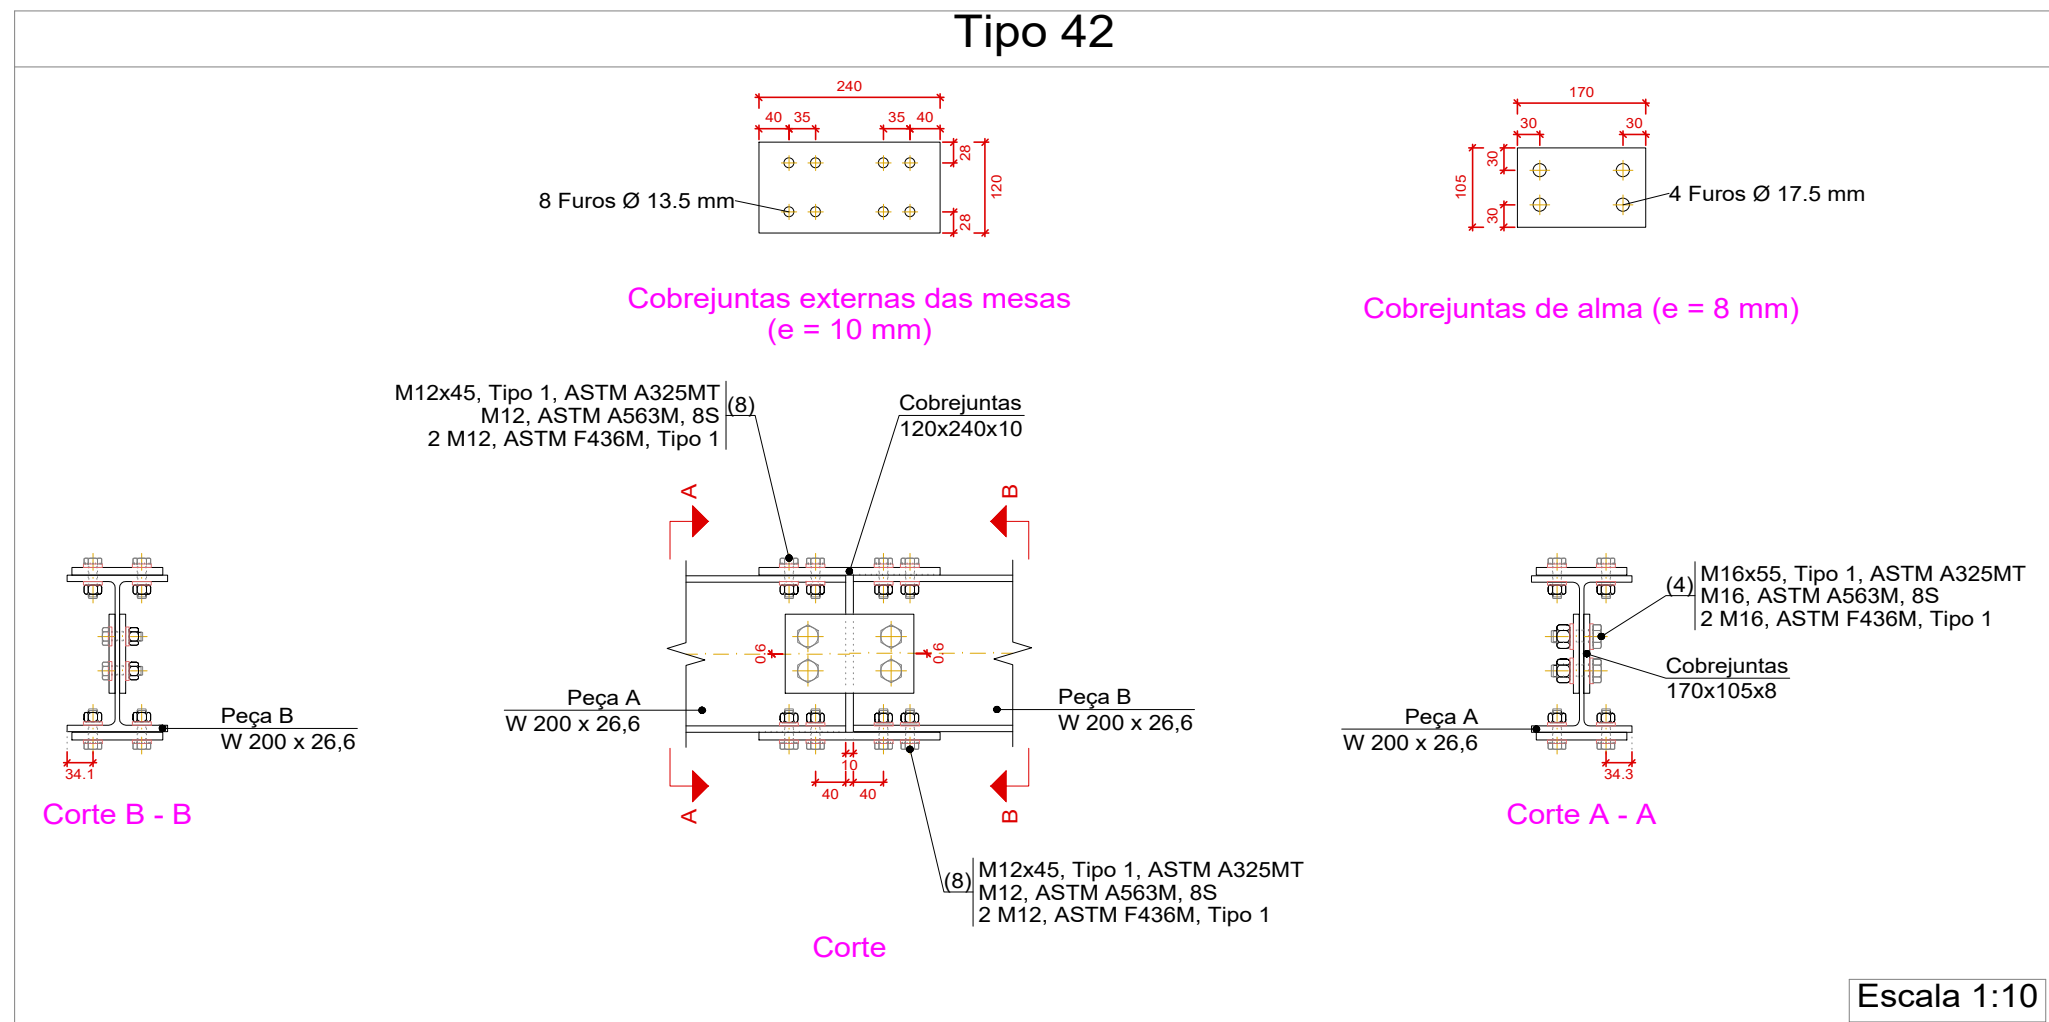 Tipo 42
240
40
35
35
40
28
120
28
8 Furos Ø 13.5 mm
Cobrejuntas externas das mesas
(e = 10 mm)
170
30
30
30
105
30
4 Furos Ø 17.5 mm
Cobrejuntas de alma (e = 8 mm)
M12x45, Tipo 1, ASTM A325MT
M12, ASTM A563M, 8S
2 M12, ASTM F436M, Tipo 1
(8)
Cobrejuntas
120x240x10
A
B
0.6
0.6
Peça A
W 200 x 26,6
Peça B
W 200 x 26,6
10
40
40
A
B
(8)
M12x45, Tipo 1, ASTM A325MT
M12, ASTM A563M, 8S
2 M12, ASTM F436M, Tipo 1
Corte
Peça B
W 200 x 26,6
34.1
Corte B - B
(4)
M16x55, Tipo 1, ASTM A325MT
M16, ASTM A563M, 8S
2 M16, ASTM F436M, Tipo 1
Cobrejuntas
170x105x8
Peça A
W 200 x 26,6
34.3
Corte A - A
Escala 1:10